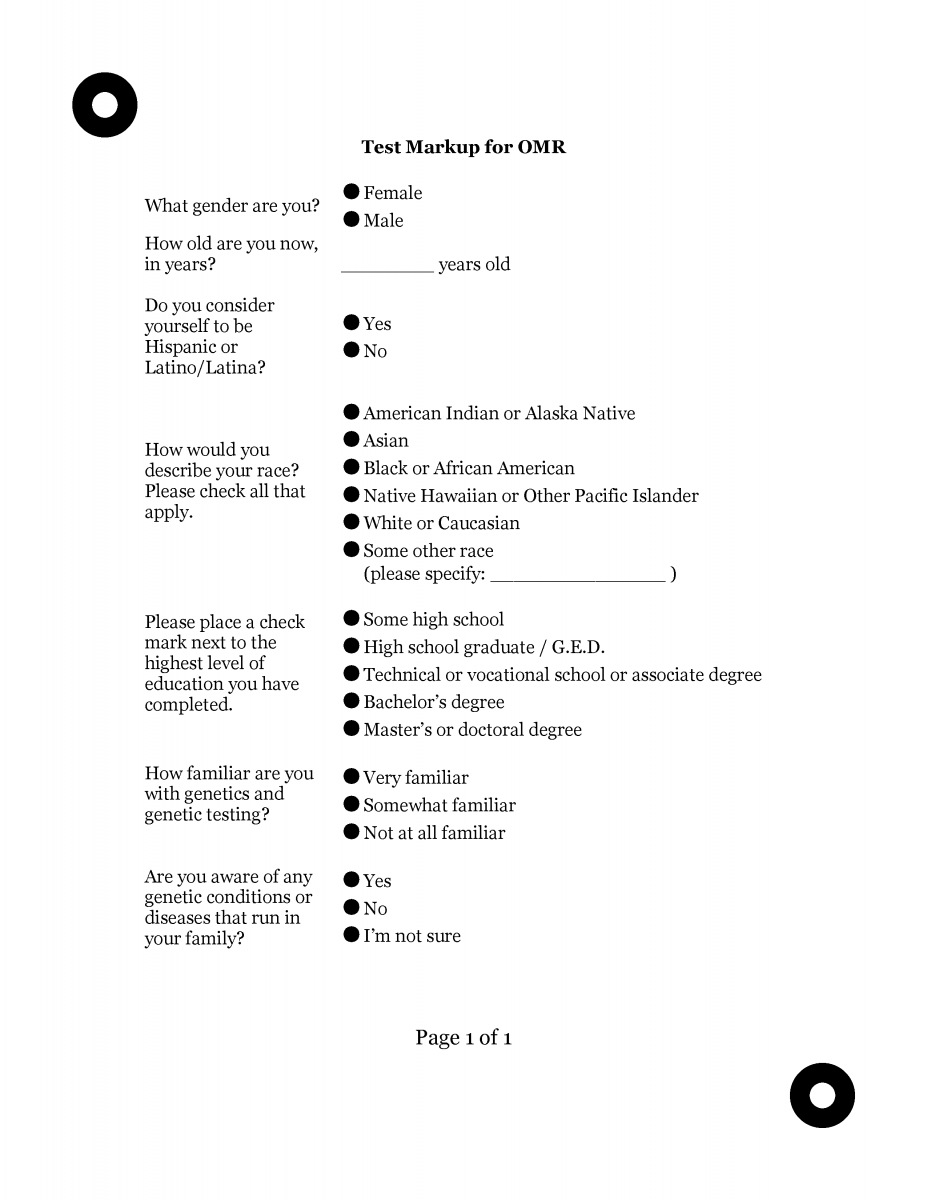 Test Markup for OMR
What gender are you?
● Female
● Male
How old are you now,
in years?
_________ years old
Do you consider
yourself to be
Hispanic or
Latino/Latina?
● Yes
● No
How would you
describe your race?
Please check all that
apply.
● American Indian or Alaska Native
● Asian
● Black or African American
● Native Hawaiian or Other Pacific Islander
● White or Caucasian
● Some other race
(please specify: _________________ )
Please place a check
mark next to the
highest level of
education you have
completed.
● Some high school
● High school graduate / G.E.D.
● Technical or vocational school or associate degree
● Bachelor’s degree
● Master’s or doctoral degree
How familiar are you
with genetics and
genetic testing?
● Very familiar
● Somewhat familiar
● Not at all familiar
Are you aware of any
genetic conditions or
diseases that run in
your family?
● Yes
● No
● I’m not sure
Page 1 of 1